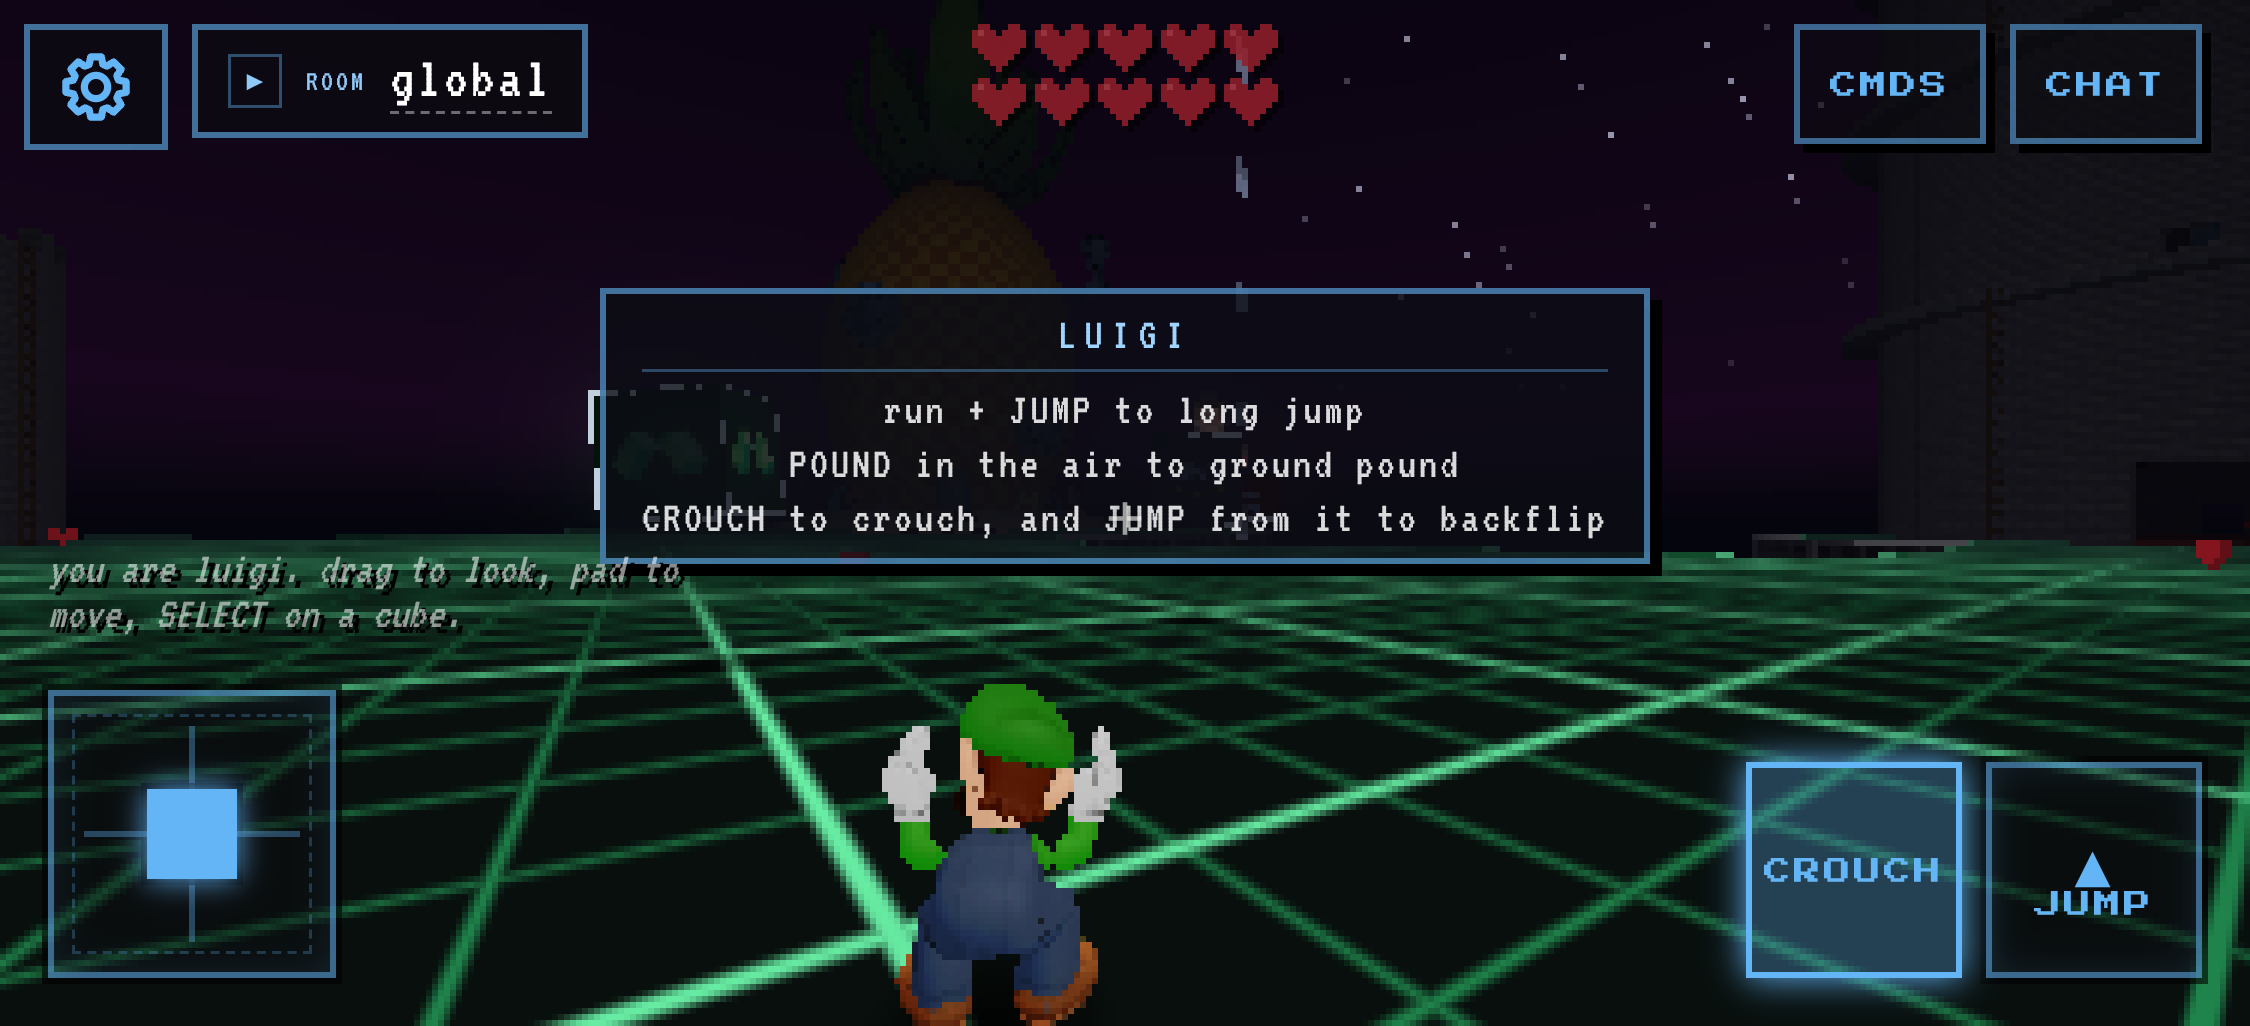 ROOM global
CMDS
CHAT
LUIGI
run + JUMP to long jump
POUND in the air to ground pound
CROUCH to crouch, and JUMP from it to backflip
you are luigi. drag to look, pad to
move, SELECT on a cube.
CROUCH
JUMP